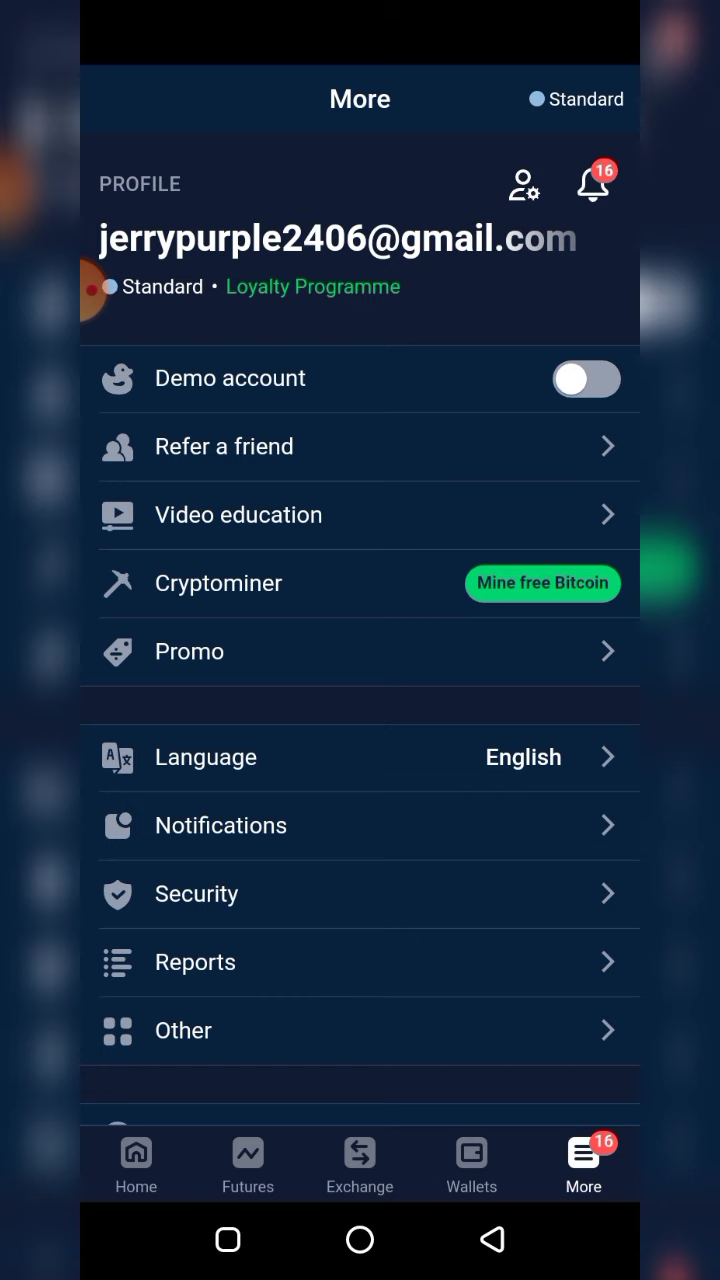 More
Standard
PROFILE
16
jerrypurple2406@gmail.com
Standard • Loyalty Programme
Demo account
Refer a friend
Video education
Cryptominer
Mine free Bitcoin
Promo
Language
English
Notifications
Security
Reports
Other
16
Home
Futures
Exchange
Wallets
More